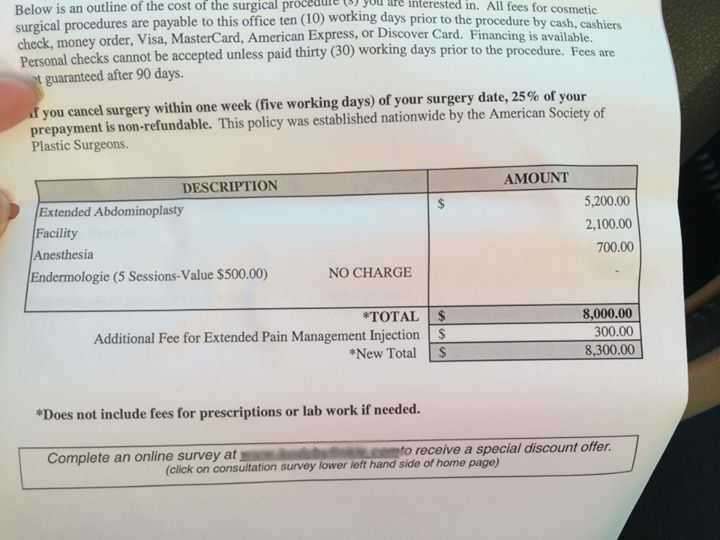 Below is an outline of the cost of the surgical procedure (s) you are interested in. All fees for cosmetic
surgical procedures are payable to this office ten (10) working days prior to the procedure by cash, cashiers
check, money order, Visa, MasterCard, American Express, or Discover Card. Financing is available.
Personal checks cannot be accepted unless paid thirty (30) working days prior to the procedure. Fees are
guaranteed after 90 days.
If you cancel surgery within one week (five working days) of your surgery date, 25% of your
prepayment is non-refundable. This policy was established nationwide by the American Society of
Plastic Surgeons.
DESCRIPTION AMOUNT
Extended Abdominoplasty $ 5,200.00
Facility 2,100.00
Anesthesia 700.00
Endermologie (5 Sessions-Value $500.00) NO CHARGE -
*TOTAL $ 8,000.00
Additional Fee for Extended Pain Management Injection $ 300.00
*New Total $ 8,300.00
*Does not include fees for prescriptions or lab work if needed.
Complete an online survey at to receive a special discount offer.
(click on consultation survey lower left hand side of home page)